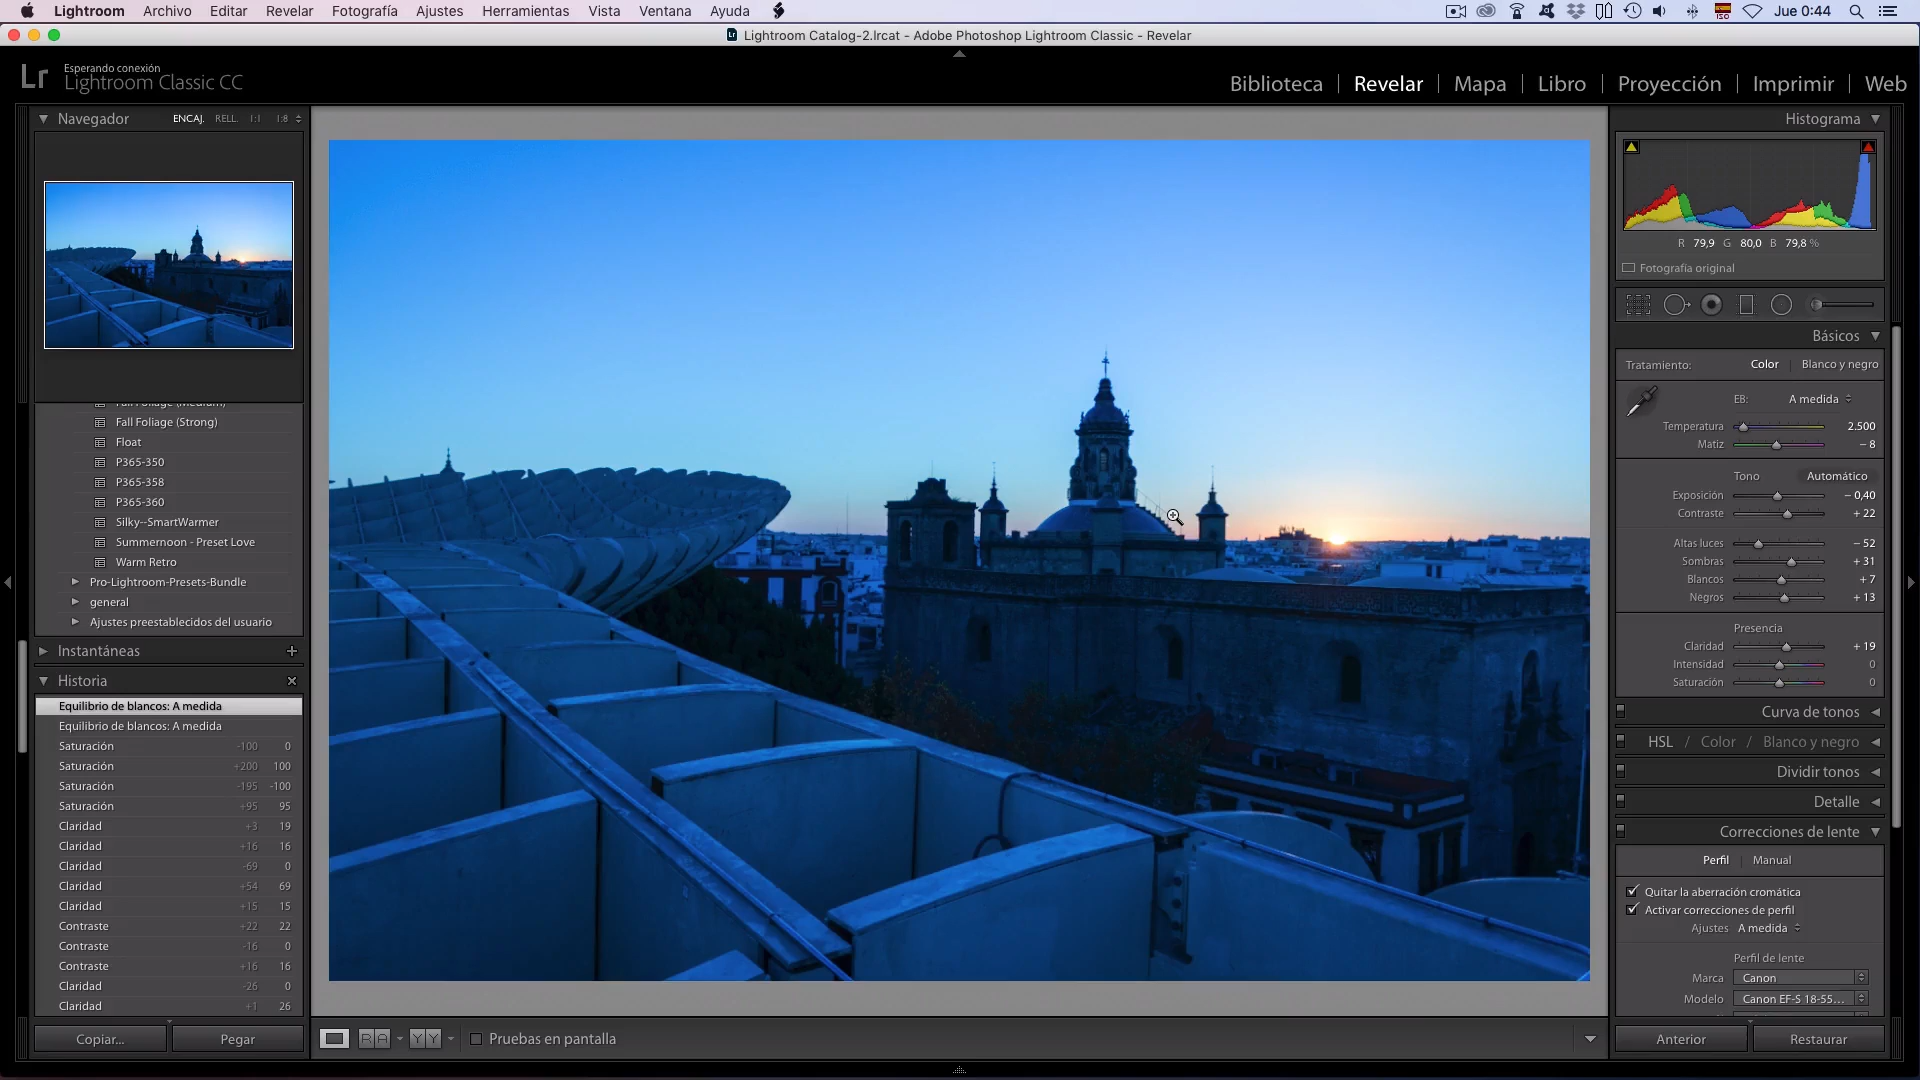 Lightroom Archivo Editar Revelar Fotografía Ajustes Herramientas Vista Ventana Ayuda
ISO Jue 0:44
Lr Lightroom Catalog-2.lrcat - Adobe Photoshop Lightroom Classic - Revelar
Lr Esperando conexión
Lightroom Classic CC
Biblioteca | Revelar | Mapa | Libro | Proyección | Imprimir | Web
Navegador ENCAJ. RELL. 1:1 1:8
Fall Foliage (Medium)
Fall Foliage (Strong)
Float
P365-350
P365-358
P365-360
Silky--SmartWarmer
Summernoon - Preset Love
Warm Retro
Pro-Lightroom-Presets-Bundle
general
Ajustes preestablecidos del usuario
Instantáneas +
Historia
Equilibrio de blancos: A medida
Equilibrio de blancos: A medida
Saturación -100 0
Saturación +200 100
Saturación -195 -100
Saturación +95 95
Claridad +3 19
Claridad +16 16
Claridad -69 0
Claridad +54 69
Claridad +15 15
Contraste +22 22
Contraste -16 0
Contraste +16 16
Claridad -26 0
Claridad +1 26
Copiar... Pegar
R A Y Y Pruebas en pantalla
Histograma
R 79,9 G 80,0 B 79,8 %
Fotografía original
Básicos
Tratamiento: Color | Blanco y negro
EB: A medida
Temperatura 2.500
Matiz - 8
Tono Automático
Exposición - 0,40
Contraste + 22
Altas luces - 52
Sombras + 31
Blancos + 7
Negros + 13
Presencia
Claridad + 19
Intensidad 0
Saturación 0
Curva de tonos
HSL / Color / Blanco y negro
Dividir tonos
Detalle
Correcciones de lente
Perfil | Manual
Quitar la aberración cromática
Activar correcciones de perfil
Ajustes A medida
Perfil de lente
Marca Canon
Modelo Canon EF-S 18-55...
Anterior Restaurar